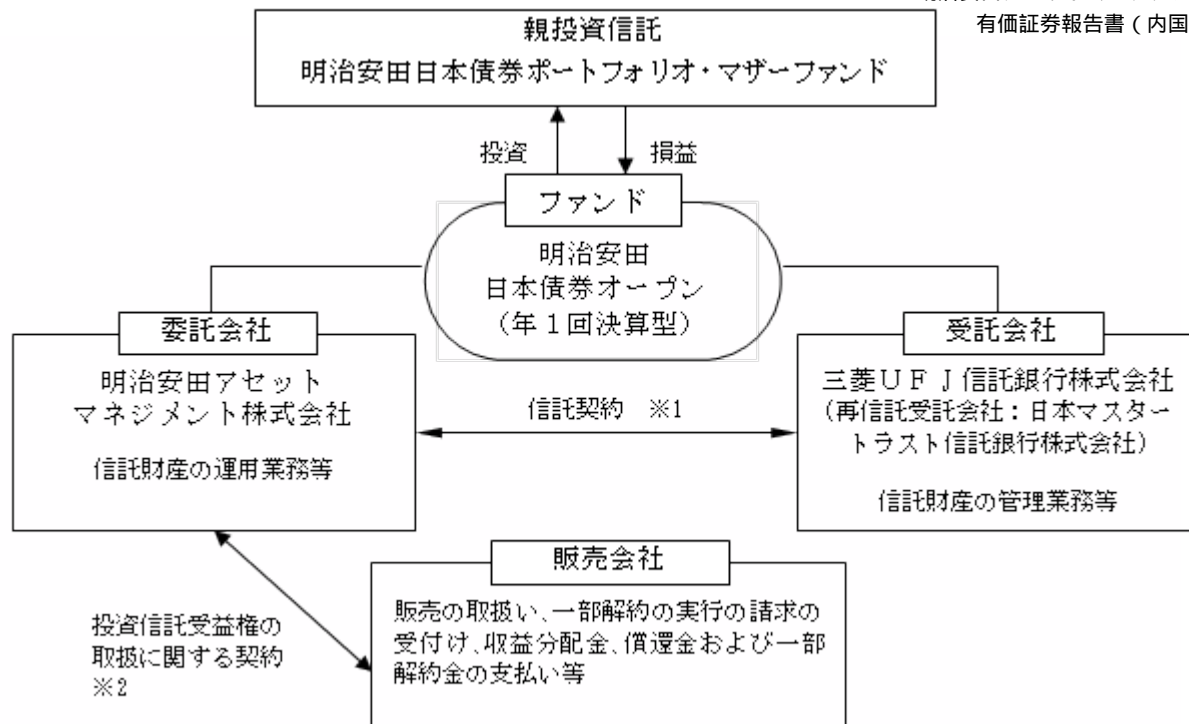 有価証券報告書（内国
親投資信託
明治安田日本債券ポートフォリオ・マザーファンド
投資
損益
ファンド
明治安田
日本債券オープン
（年１回決算型）
委託会社
明治安田アセット
マネジメント株式会社
信託財産の運用業務等
信託契約　※1
受託会社
三菱ＵＦＪ信託銀行株式会社
（再信託受託会社：日本マスター
トラスト信託銀行株式会社）
信託財産の管理業務等
投資信託受益権の
取扱に関する契約
※2
販売会社
販売の取扱い、一部解約の実行の請求の
受付け、収益分配金、償還金および一部
解約金の支払い等